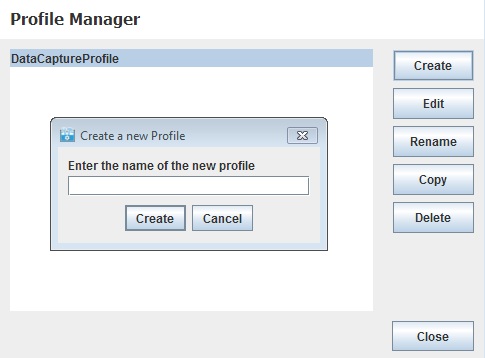 Profile Manager
DataCaptureProfile
Create
Edit
Rename
Copy
Delete
Create a new Profile
Enter the name of the new profile
Create
Cancel
Close